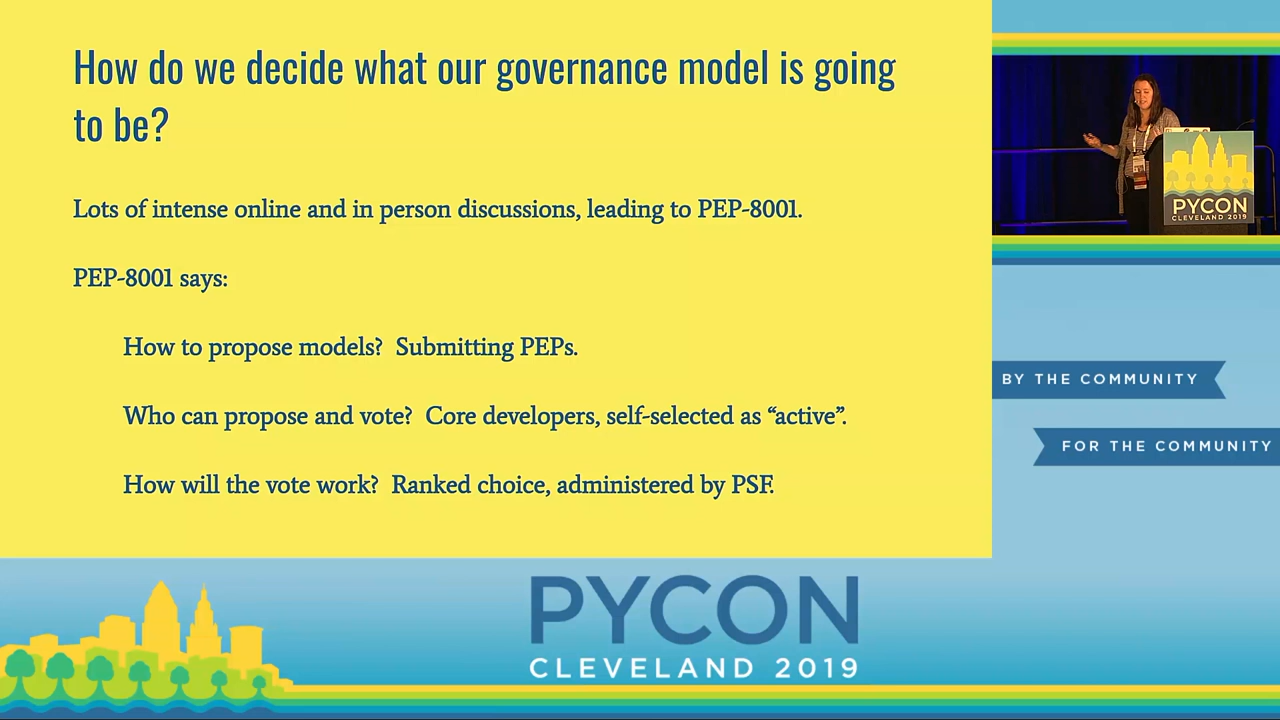 How do we decide what our governance model is going
to be?
Lots of intense online and in person discussions, leading to PEP-8001.
PEP-8001 says:
How to propose models?  Submitting PEPs.
Who can propose and vote?  Core developers, self-selected as “active”.
How will the vote work?  Ranked choice, administered by PSF.
PYCON
CLEVELAND 2019
BY THE COMMUNITY
FOR THE COMMUNITY
PYCON
CLEVELAND 2019